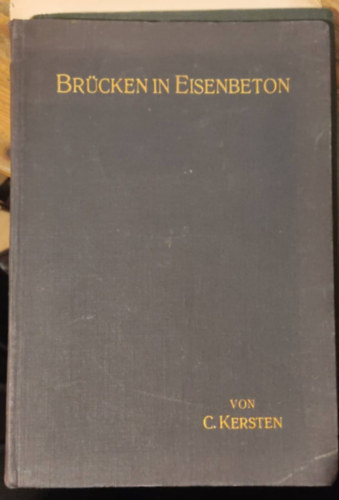 BRÜCKEN IN EISENBETON
VON
C. KERSTEN